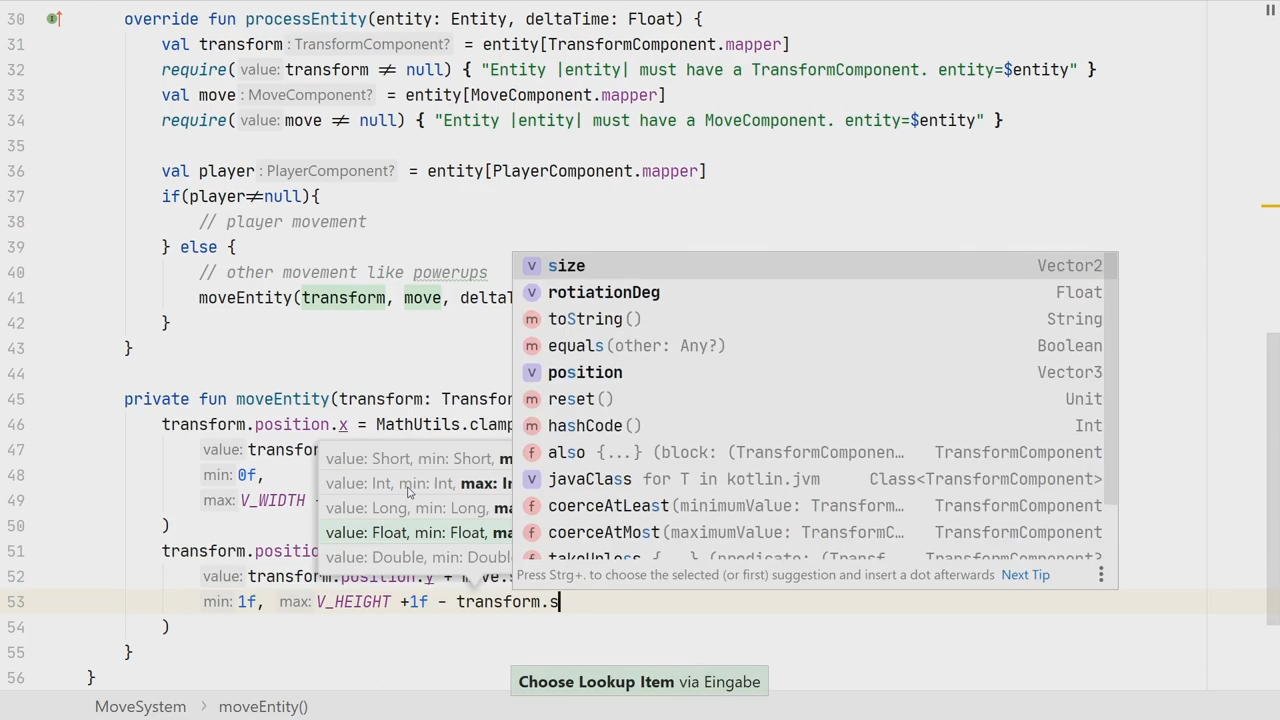 30 override fun processEntity(entity: Entity, deltaTime: Float) {
31 val transform : TransformComponent? = entity[TransformComponent.mapper]
32 require( value: transform ≠ null) { "Entity |entity| must have a TransformComponent. entity=$entity" }
33 val move : MoveComponent? = entity[MoveComponent.mapper]
34 require( value: move ≠ null) { "Entity |entity| must have a MoveComponent. entity=$entity" }
35
36 val player : PlayerComponent? = entity[PlayerComponent.mapper]
37 if(player≠null){
38 // player movement
39 } else {
40 // other movement like powerups
41 moveEntity(transform, move, deltaT
42 }
43 }
44
45 private fun moveEntity(transform: Transfor
46 transform.position.x = MathUtils.clamp
47 value: transfor
48 min: 0f,
49 max: V_WIDTH
50 )
51 transform.positio
52 value: transform.position.y + move.s
53 min: 1f, max: V_HEIGHT +1f - transform.s
54 )
55 }
56 }
size Vector2
rotiationDeg Float
toString() String
equals(other: Any?) Boolean
position Vector3
reset() Unit
hashCode() Int
also {...} (block: (TransformComponen… TransformComponent
javaClass for T in kotlin.jvm Class<TransformComponent>
coerceAtLeast(minimumValue: Transform… TransformComponent
coerceAtMost(maximumValue: TransformC… TransformComponent
takeUnless {...} (predicate: (Transf… TransformComponent?
Press Strg+. to choose the selected (or first) suggestion and insert a dot afterwards Next Tip
value: Short, min: Short, m
value: Int, min: Int, max: In
value: Long, min: Long, ma
value: Float, min: Float, ma
value: Double, min: Double
Choose Lookup Item via Eingabe
MoveSystem > moveEntity()